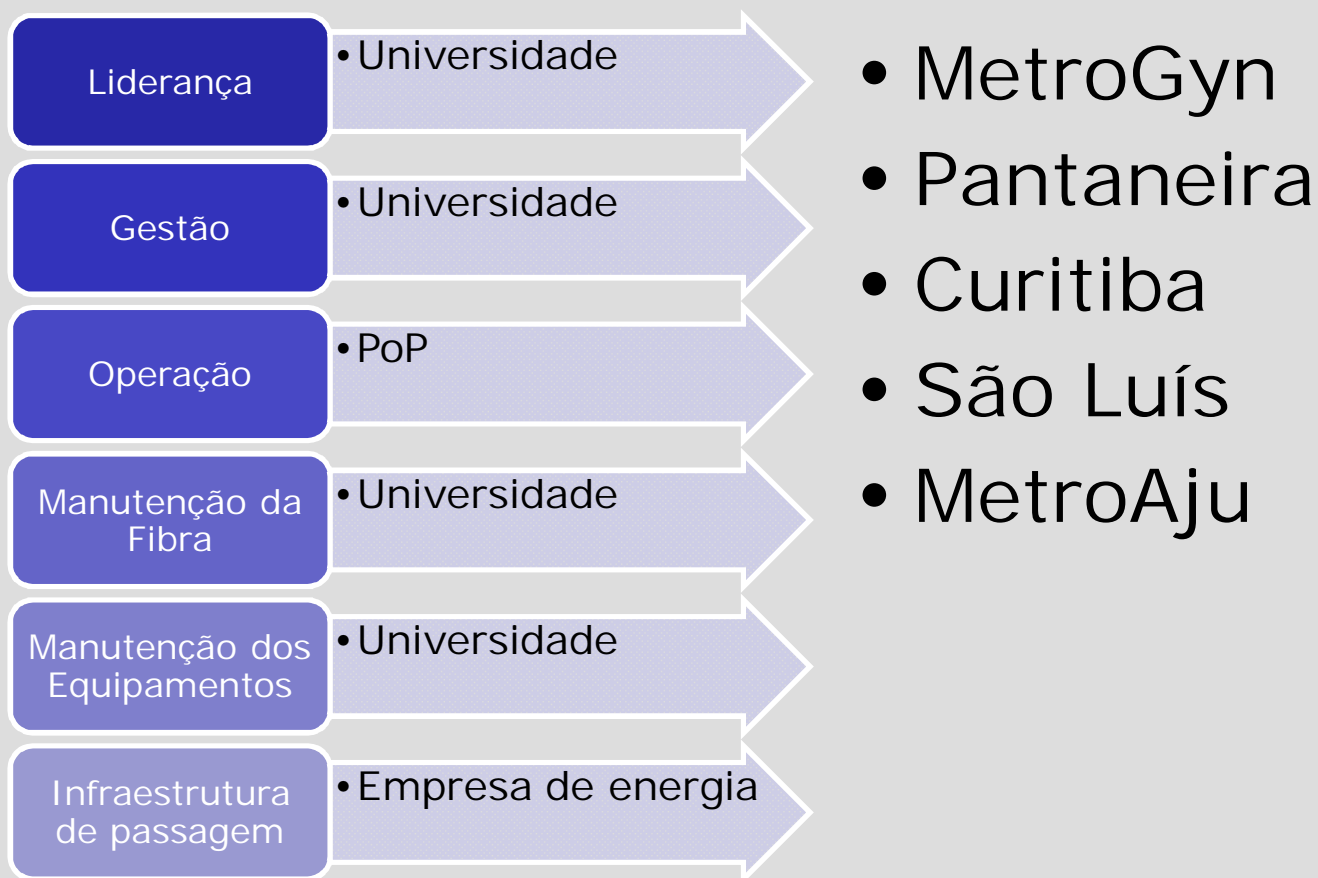 Liderança
• Universidade
Gestão
• Universidade
Operação
• PoP
Manutenção da
Fibra
• Universidade
Manutenção dos
Equipamentos
• Universidade
Infraestrutura
de passagem
• Empresa de energia
• MetroGyn
• Pantaneira
• Curitiba
• São Luís
• MetroAju